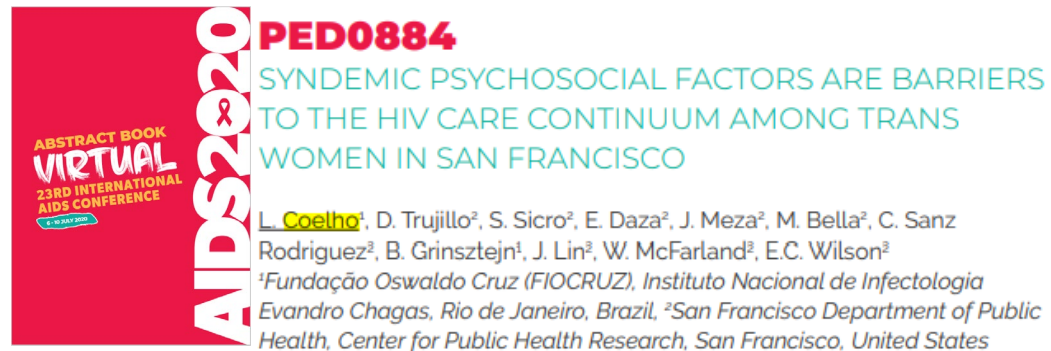 ABSTRACT BOOK
VIRTUAL
23RD INTERNATIONAL
AIDS CONFERENCE
6-10 JULY 2020
AIDS2020
PED0884
SYNDEMIC PSYCHOSOCIAL FACTORS ARE BARRIERS
TO THE HIV CARE CONTINUUM AMONG TRANS
WOMEN IN SAN FRANCISCO
L. Coelho¹, D. Trujillo², S. Sicro², E. Daza², J. Meza², M. Bella², C. Sanz
Rodriguez², B. Grinsztejn¹, J. Lin², W. McFarland², E.C. Wilson²
¹Fundação Oswaldo Cruz (FIOCRUZ), Instituto Nacional de Infectologia
Evandro Chagas, Rio de Janeiro, Brazil, ²San Francisco Department of Public
Health, Center for Public Health Research, San Francisco, United States